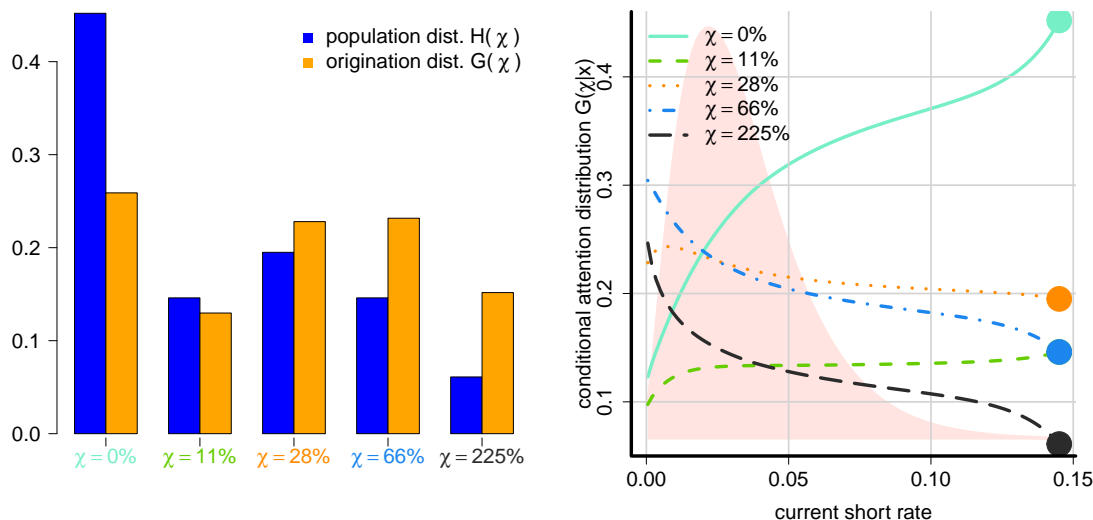 population dist. H( χ )
origination dist. G( χ )
0.4
0.3
0.2
0.1
0.0
χ = 0%
χ = 11%
χ = 28%
χ = 66%
χ = 225%
conditional attention distribution G(χ|x)
0.4
0.3
0.2
0.1
χ = 0%
χ = 11%
χ = 28%
χ = 66%
χ = 225%
0.00
0.05
0.10
0.15
current short rate